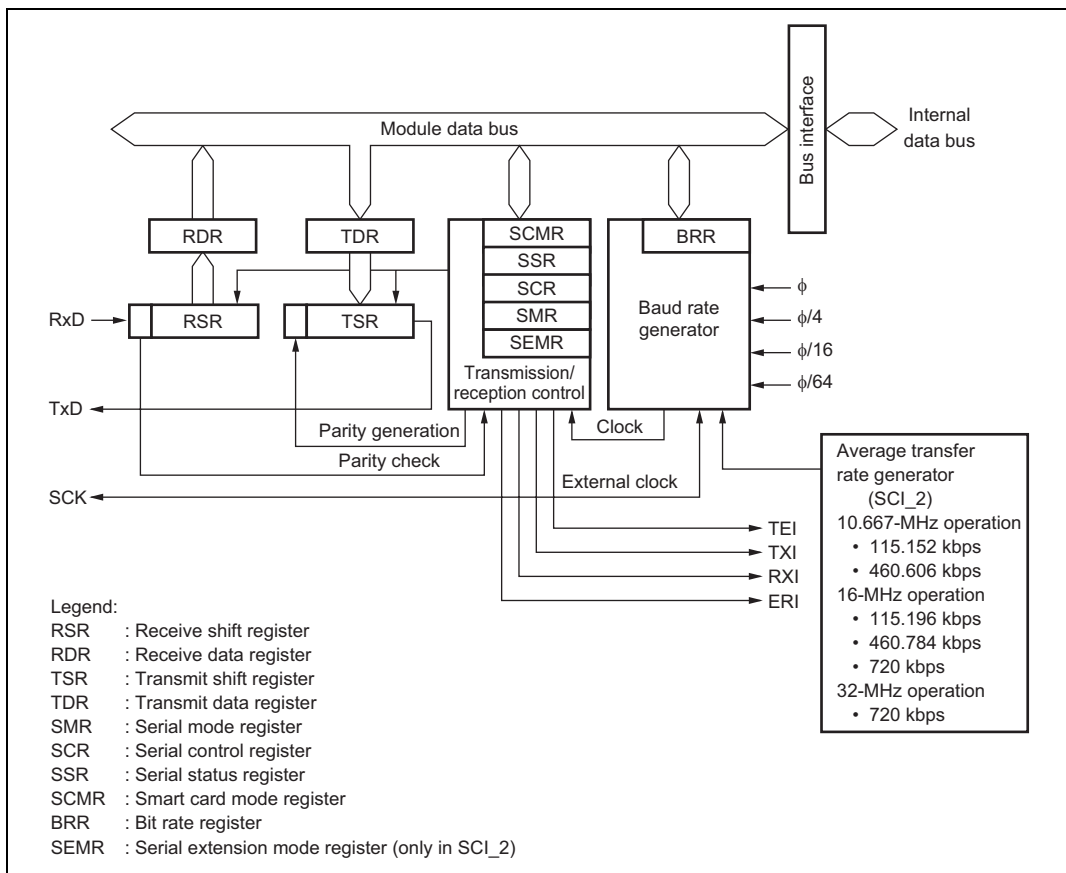 Bus interface
Internal
data bus
Module data bus
RDR
TDR
SCMR
BRR
SSR
SCR
SMR
SEMR
RxD
RSR
TSR
Baud rate
generator
ϕ
ϕ/4
ϕ/16
ϕ/64
Transmission/
reception control
TxD
Parity generation
Clock
Parity check
SCK
External clock
Average transfer
rate generator
(SCI_2)
10.667-MHz operation
• 115.152 kbps
• 460.606 kbps
16-MHz operation
• 115.196 kbps
• 460.784 kbps
• 720 kbps
32-MHz operation
• 720 kbps
TEI
TXI
RXI
ERI
Legend:
RSR : Receive shift register
RDR : Receive data register
TSR : Transmit shift register
TDR : Transmit data register
SMR : Serial mode register
SCR : Serial control register
SSR : Serial status register
SCMR : Smart card mode register
BRR : Bit rate register
SEMR : Serial extension mode register (only in SCI_2)